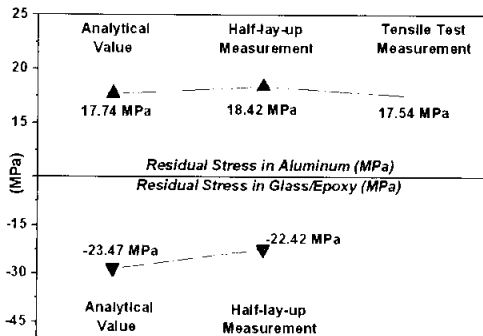 25
Analytical Value
Half-lay-up Measurement
Tensile Test Measurement
20
17.74 MPa
18.42 MPa
17.54 MPa
15
(MPa)
Residual Stress in Aluminum (MPa)
Residual Stress in Glass/Epoxy (MPa)
-15
-23.47 MPa
-22.42 MPa
-30
Analytical Value
Half-lay-up Measurement
-45